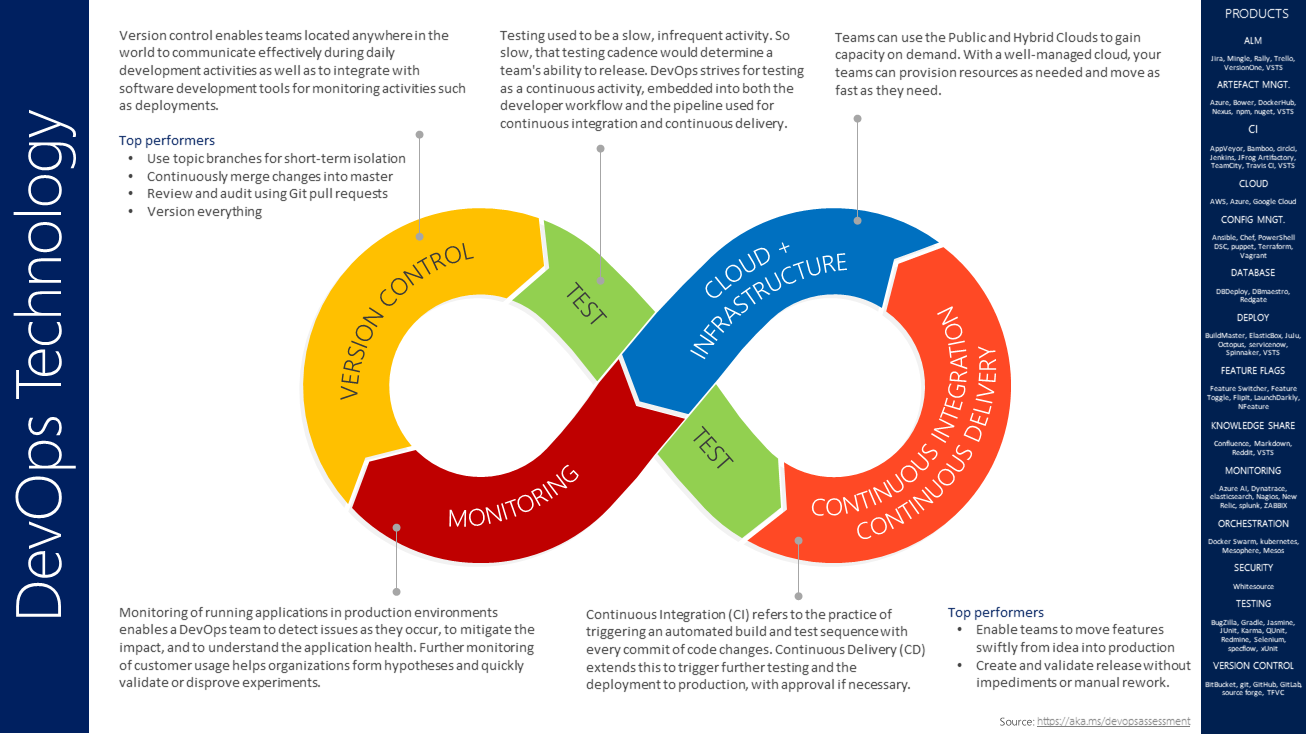 DevOps Technology
Version control enables teams located anywhere in the
world to communicate effectively during daily
development activities as well as to integrate with
software development tools for monitoring activities such
as deployments.
Top performers
• Use topic branches for short-term isolation
• Continuously merge changes into master
• Review and audit using Git pull requests
• Version everything
Testing used to be a slow, infrequent activity. So
slow, that testing cadence would determine a
team's ability to release. DevOps strives for testing
as a continuous activity, embedded into both the
developer workflow and the pipeline used for
continuous integration and continuous delivery.
Teams can use the Public and Hybrid Clouds to gain
capacity on demand. With a well-managed cloud, your
teams can provision resources as needed and move as
fast as they need.
VERSION CONTROL
TEST
CLOUD +
INFRASTRUCTURE
CONTINUOUS INTEGRATION
CONTINUOUS DELIVERY
TEST
MONITORING
Monitoring of running applications in production environments
enables a DevOps team to detect issues as they occur, to mitigate the
impact, and to understand the application health. Further monitoring
of customer usage helps organizations form hypotheses and quickly
validate or disprove experiments.
Continuous Integration (CI) refers to the practice of
triggering an automated build and test sequence with
every commit of code changes. Continuous Delivery (CD)
extends this to trigger further testing and the
deployment to production, with approval if necessary.
Top performers
• Enable teams to move features
swiftly from idea into production
• Create and validate release without
impediments or manual rework.
Source: https://aka.ms/devopsassessment
PRODUCTS
ALM
Jira, Mingle, Rally, Trello,
VersionOne, VSTS
ARTEFACT MNGT.
Azure, Bower, DockerHub,
Nexus, npm, nuget, VSTS
CI
AppVeyor, Bamboo, circlci,
Jenkins, JFrog Artifactory,
TeamCity, Travis CI, VSTS
CLOUD
AWS, Azure, Google Cloud
CONFIG MNGT.
Ansible, Chef, PowerShell
DSC, puppet, Terraform,
Vagrant
DATABASE
DBDeploy, DBmaestro,
Redgate
DEPLOY
BuildMaster, ElasticBox, JuJu,
Octopus, servicenow,
Spinnaker, VSTS
FEATURE FLAGS
Feature Switcher, Feature
Toggle, FlipIt, LaunchDarkly,
NFeature
KNOWLEDGE SHARE
Confluence, Markdown,
Reddit, VSTS
MONITORING
Azure AI, Dynatrace,
elasticsearch, Nagios, New
Relic, splunk, ZABBIX
ORCHESTRATION
Docker Swarm, kubernetes,
Mesophere, Mesos
SECURITY
Whitesource
TESTING
BugZilla, Gradle, Jasmine,
JUnit, Karma, QUnit,
Redmine, Selenium,
specflow, xUnit
VERSION CONTROL
BitBucket, git, GitHub, GitLab,
source forge, TFVC